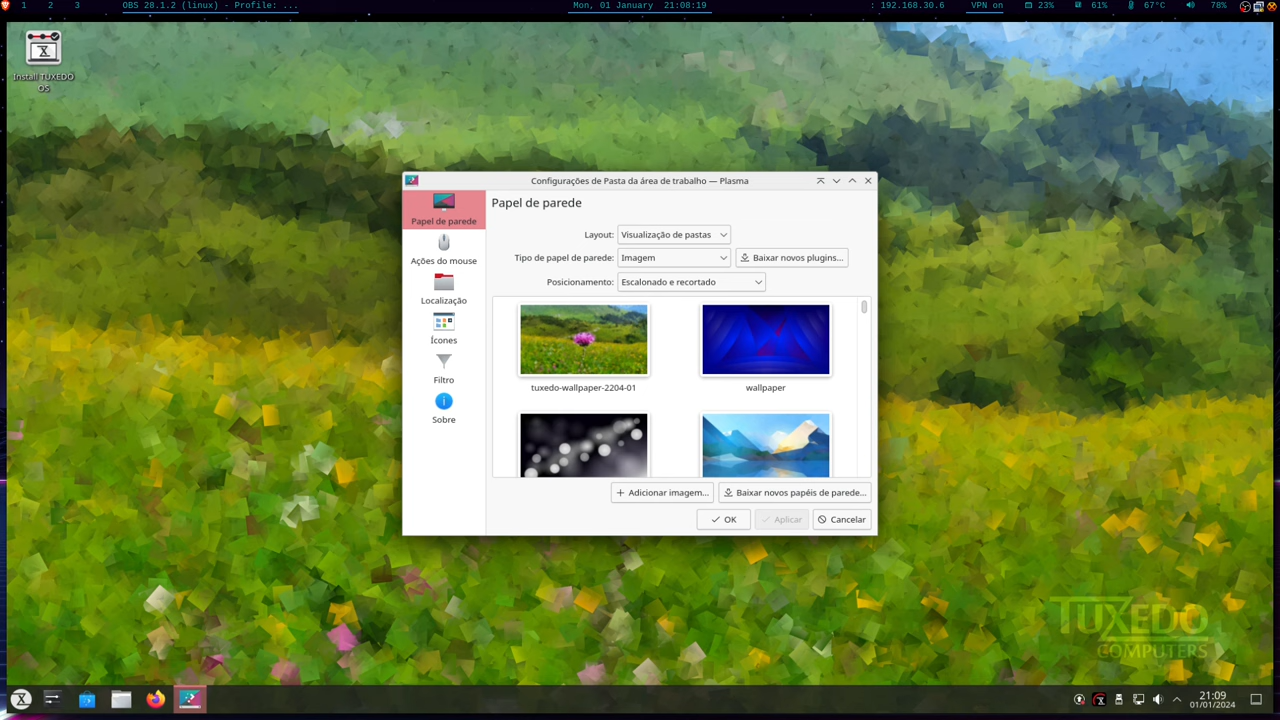 1 2 3 OBS 28.1.2 (linux) - Profile: ... Mon, 01 January 21:08:19 : 192.168.30.6 VPN on 23% 61% 67°C 78%
Install TUXEDO
OS
Configurações de Pasta da área de trabalho — Plasma
Papel de parede
Ações do mouse
Localização
Ícones
Filtro
Sobre
Papel de parede
Layout: Visualização de pastas
Tipo de papel de parede: Imagem Baixar novos plugins...
Posicionamento: Escalonado e recortado
tuxedo-wallpaper-2204-01 wallpaper
Adicionar imagem... Baixar novos papéis de parede...
OK Aplicar Cancelar
TUXEDO
COMPUTERS
21:09
01/01/2024